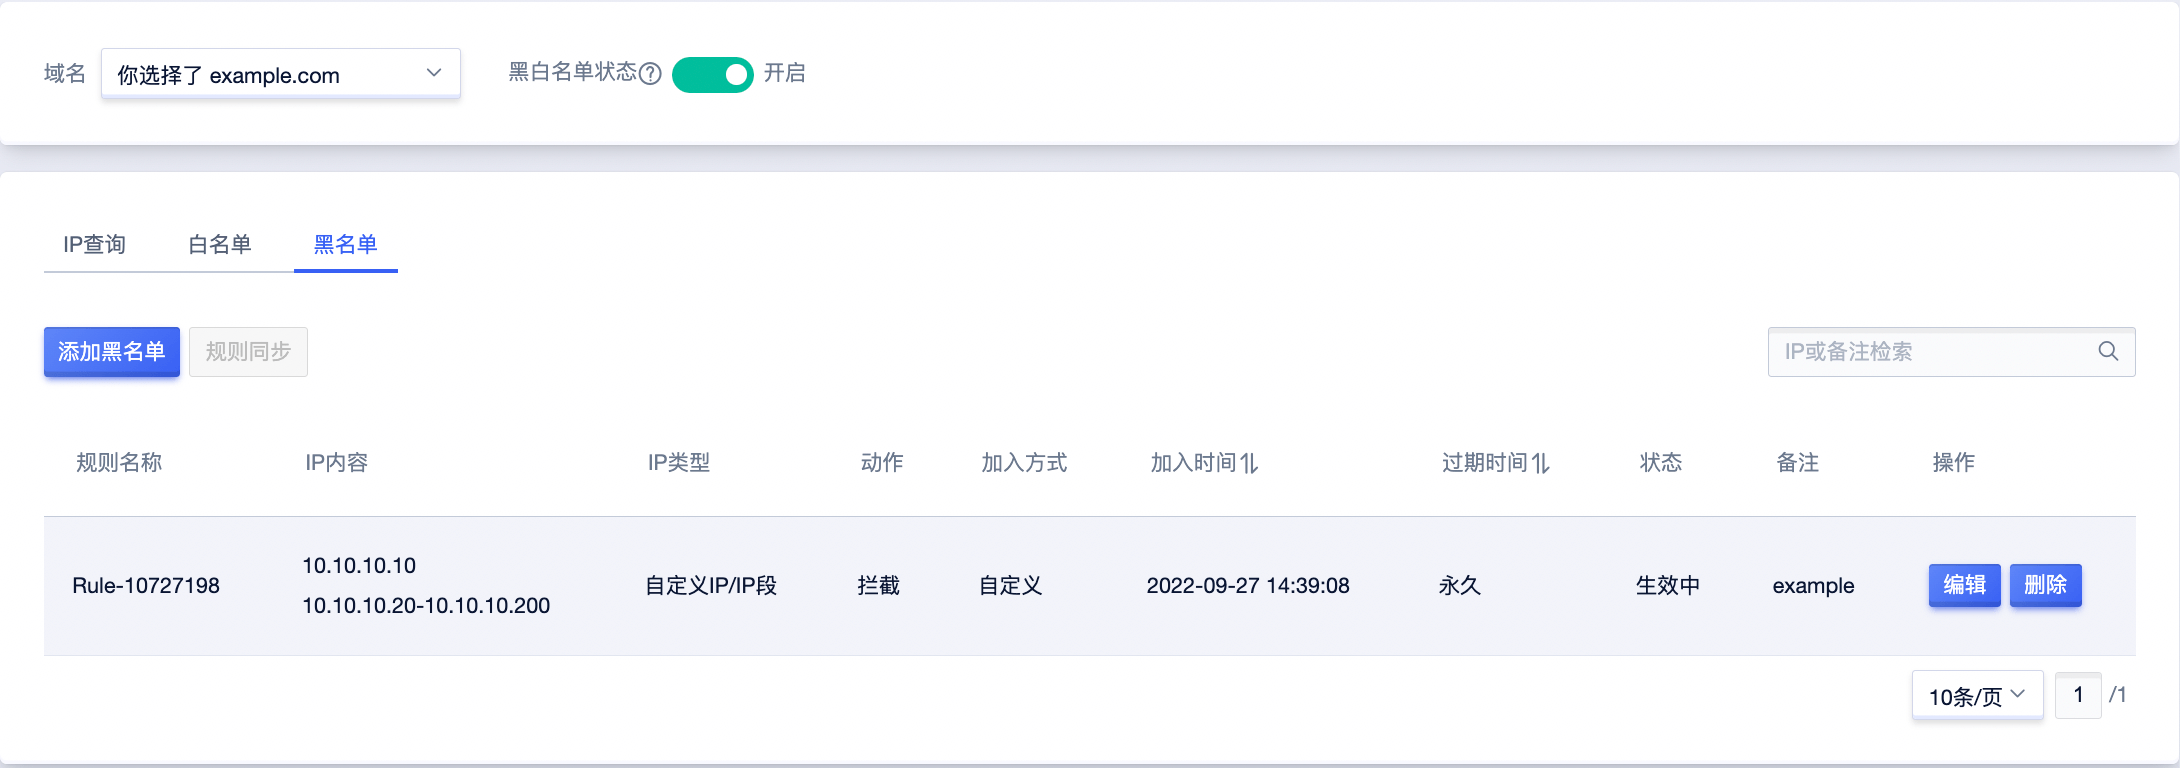 域名 你选择了 example.com 黑白名单状态? 开启
IP查询 白名单 黑名单
添加黑名单 规则同步 IP或备注检索
规则名称 IP内容 IP类型 动作 加入方式 加入时间 过期时间 状态 备注 操作
10.10.10.10
Rule-10727198 自定义IP/IP段 拦截 自定义 2022-09-27 14:39:08 永久 生效中 example 编辑 删除
10.10.10.20-10.10.10.200
10条/页 1 /1